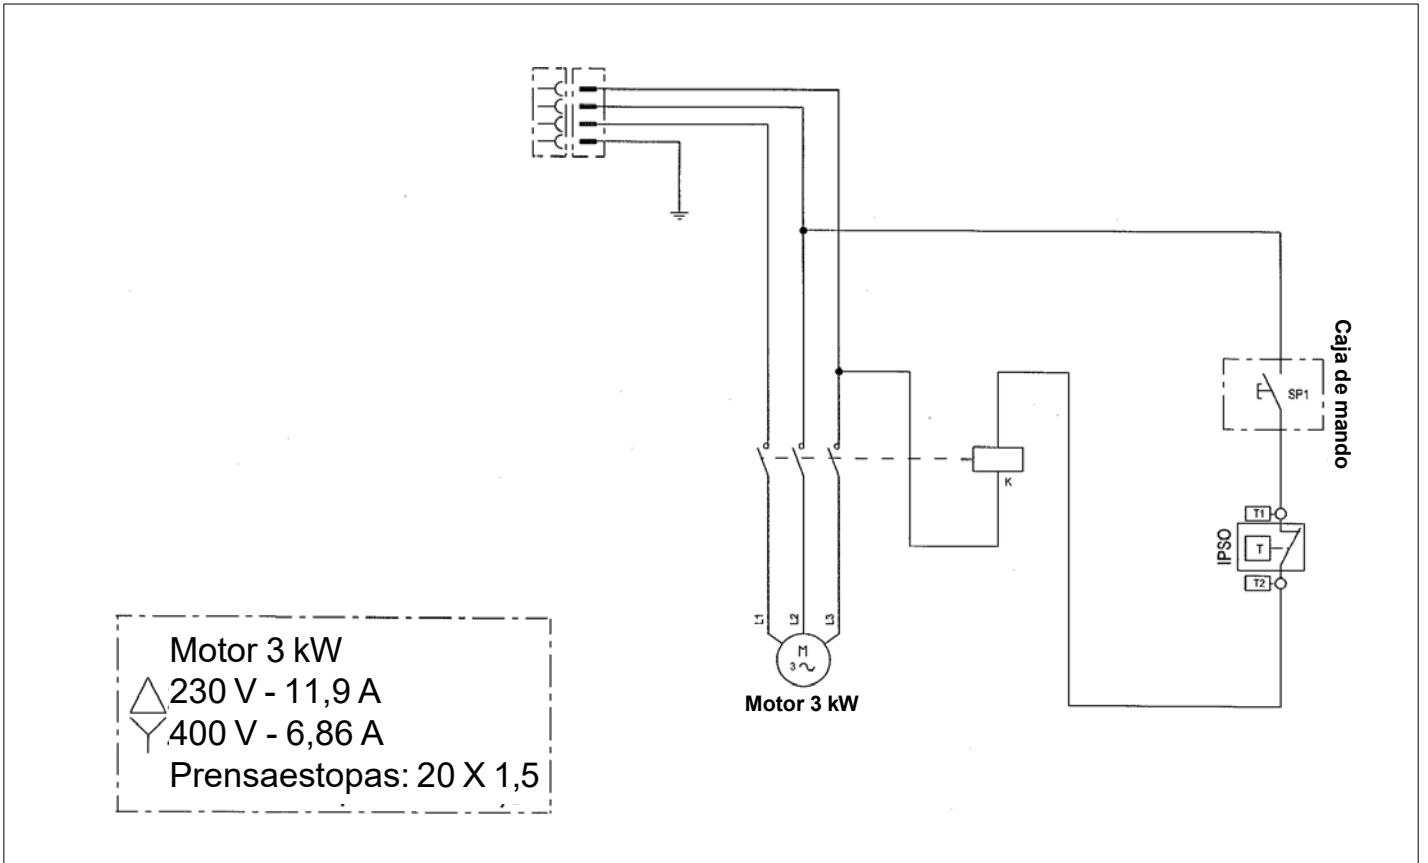 Caja de mando
SP1
K
T1
IPSO
T
T2
L1
L2
L3
M
3
Motor 3 kW
Motor 3 kW
230 V - 11,9 A
400 V - 6,86 A
Prensaestopas: 20 X 1,5